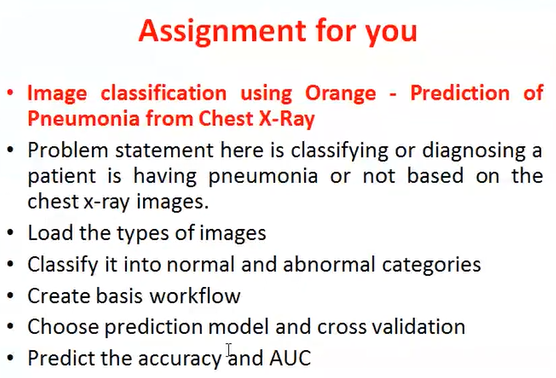 Assignment for you
• Image classification using Orange - Prediction of
Pneumonia from Chest X-Ray
• Problem statement here is classifying or diagnosing a
patient is having pneumonia or not based on the
chest x-ray images.
• Load the types of images
• Classify it into normal and abnormal categories
• Create basis workflow
• Choose prediction model and cross validation
• Predict the accuracy and AUC